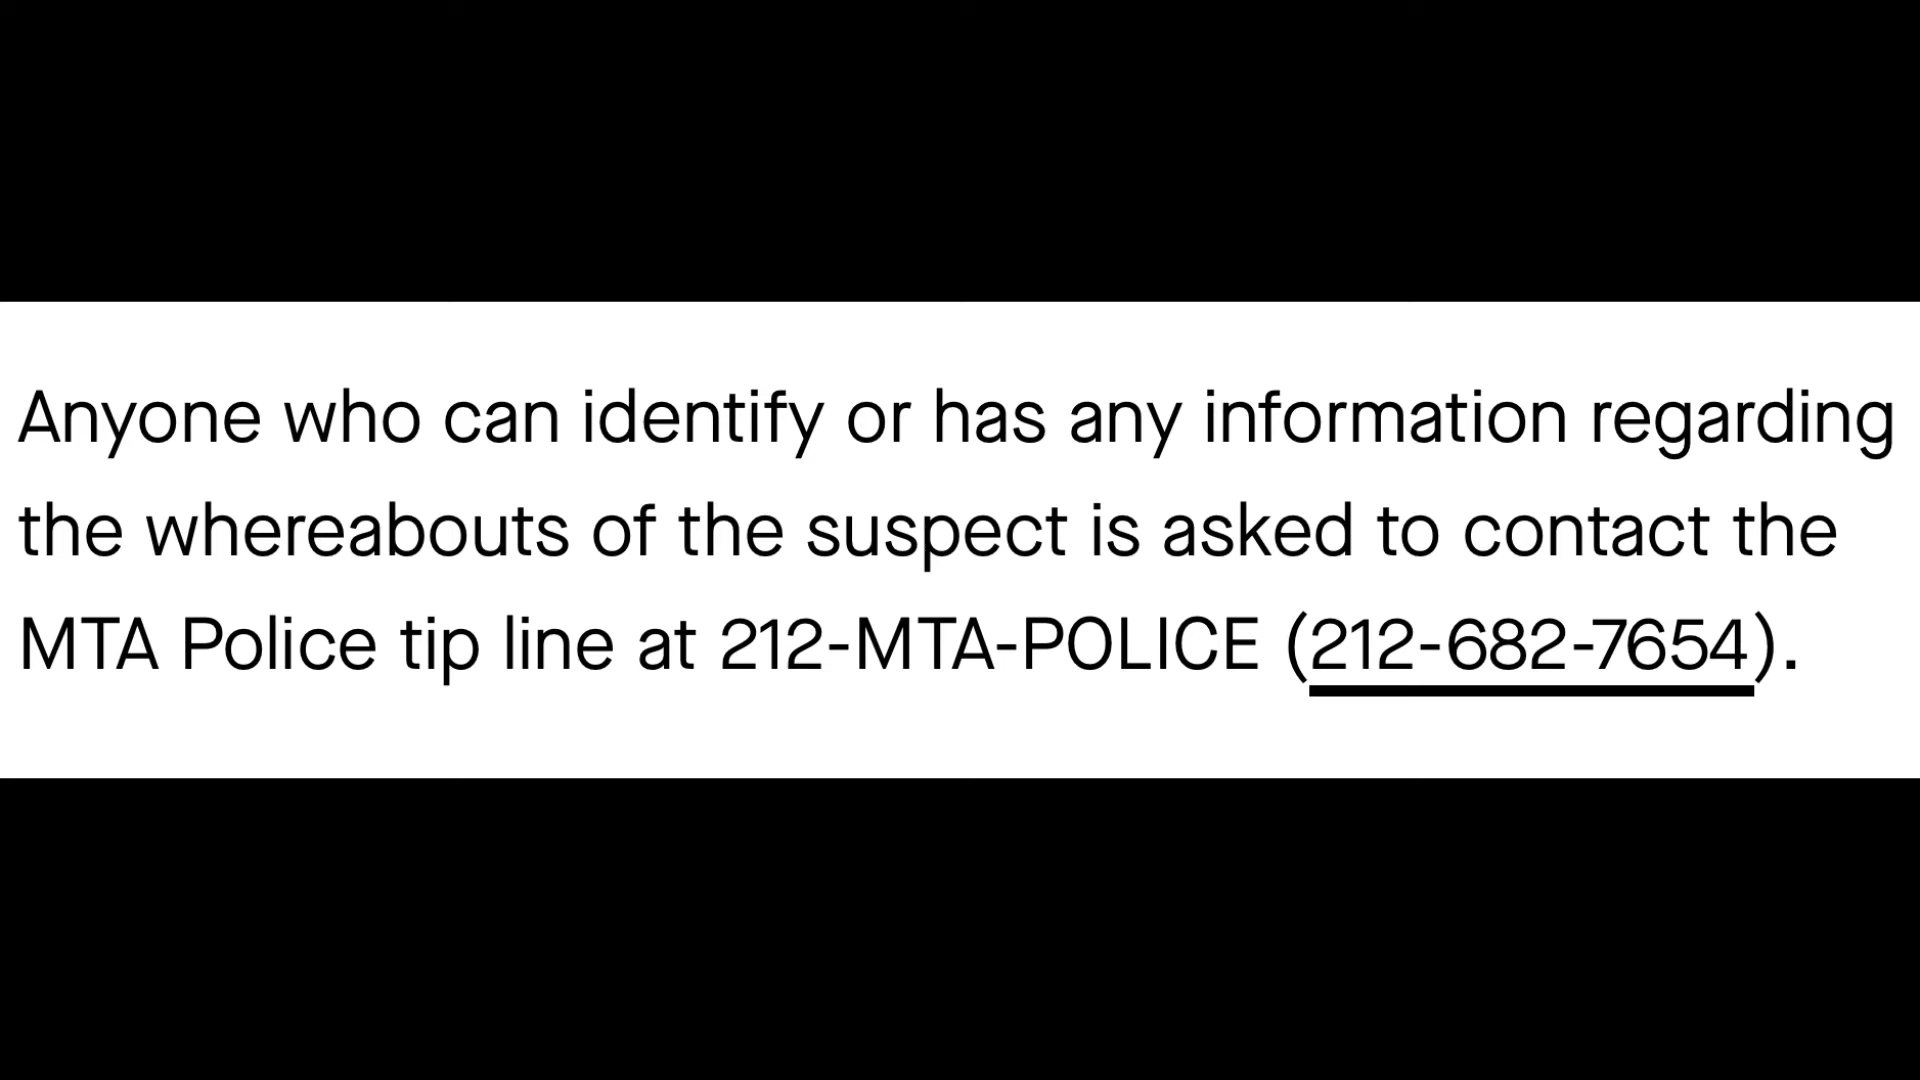 Anyone who can identify or has any information regarding
the whereabouts of the suspect is asked to contact the
MTA Police tip line at 212-MTA-POLICE (212-682-7654).